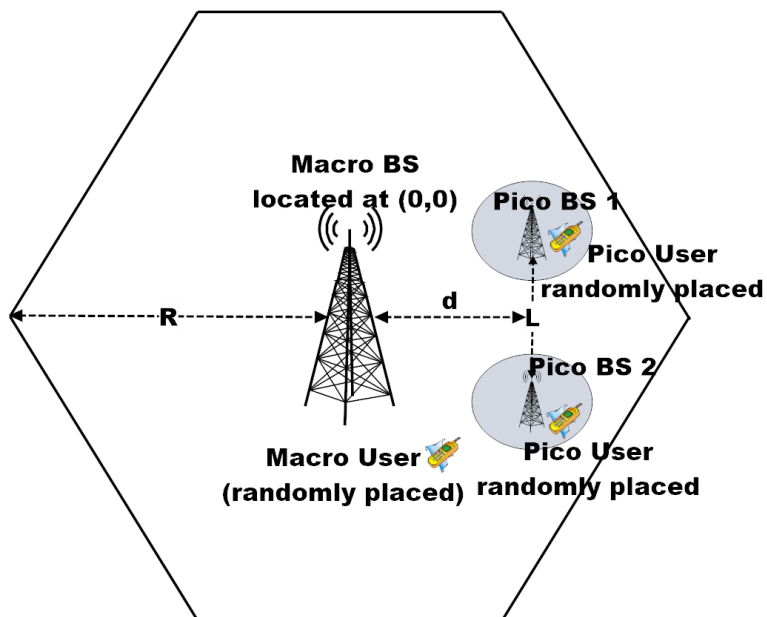 Macro BS
located at (0,0)
Pico BS 1
Pico User
randomly placed
R
d
L
Pico BS 2
Macro User
(randomly placed)
Pico User
randomly placed